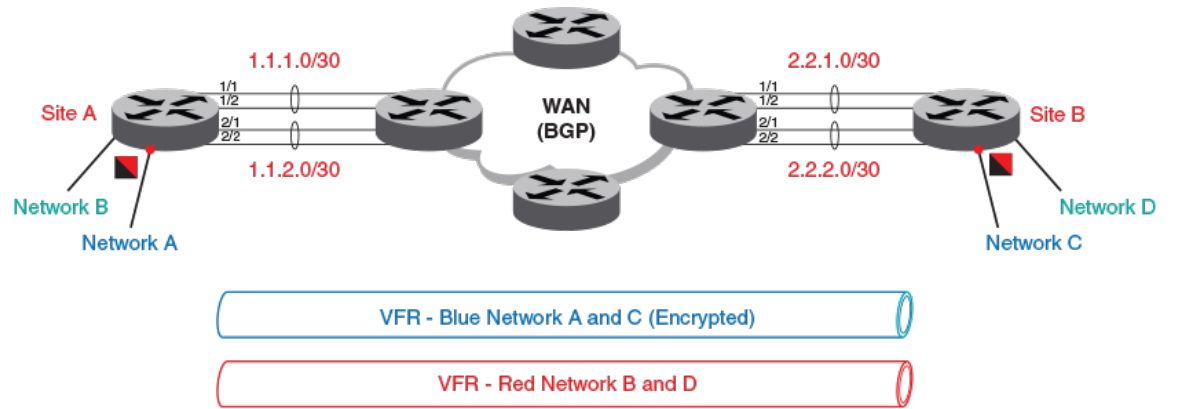 1.1.1.0/30
2.2.1.0/30
Site A
1/1
1/2
2/1
2/2
WAN
(BGP)
1/1
1/2
2/1
2/2
Site B
1.1.2.0/30
2.2.2.0/30
Network B
Network A
Network D
Network C
VFR - Blue Network A and C (Encrypted)
VFR - Red Network B and D